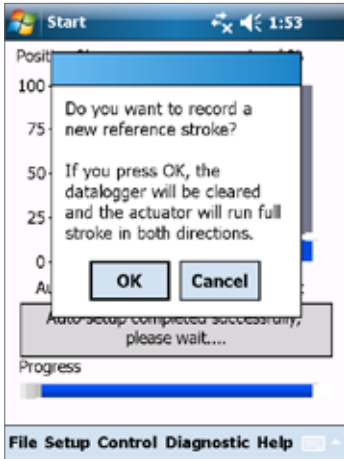 Start 1:53
Posit
100
Do you want to record a
new reference stroke?
75
50
If you press OK, the
datalogger will be cleared
and the actuator will run full
stroke in both directions.
25
0
OK Cancel
Auto-setup completed successfully,
please wait....
Progress
File Setup Control Diagnostic Help